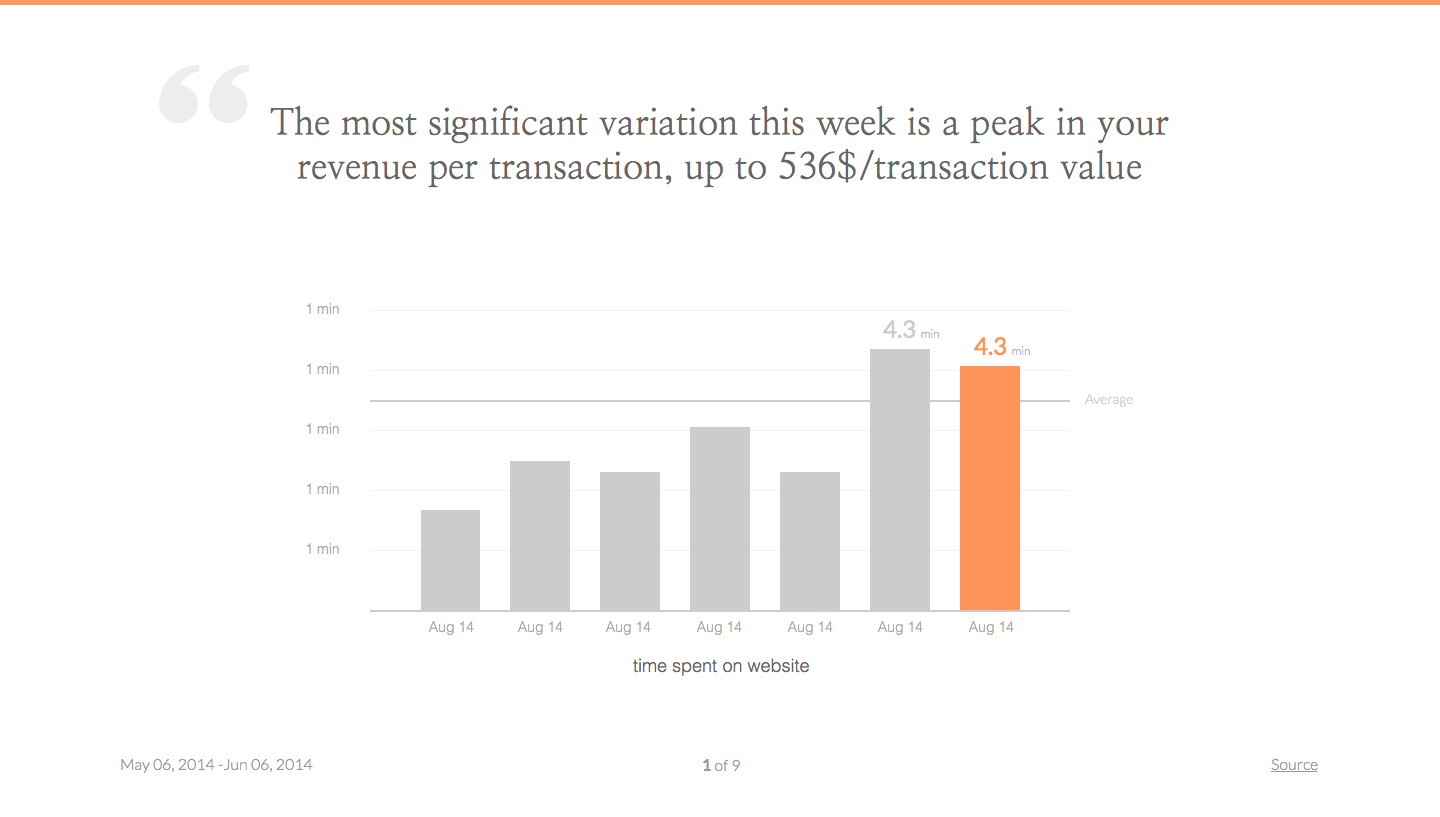 “
The most significant variation this week is a peak in your
revenue per transaction, up to 536$/transaction value
1 min
4.3 min
4.3 min
1 min
Average
1 min
1 min
1 min
Aug 14 Aug 14 Aug 14 Aug 14 Aug 14 Aug 14 Aug 14
time spent on website
May 06, 2014 -Jun 06, 2014 1 of 9 Source